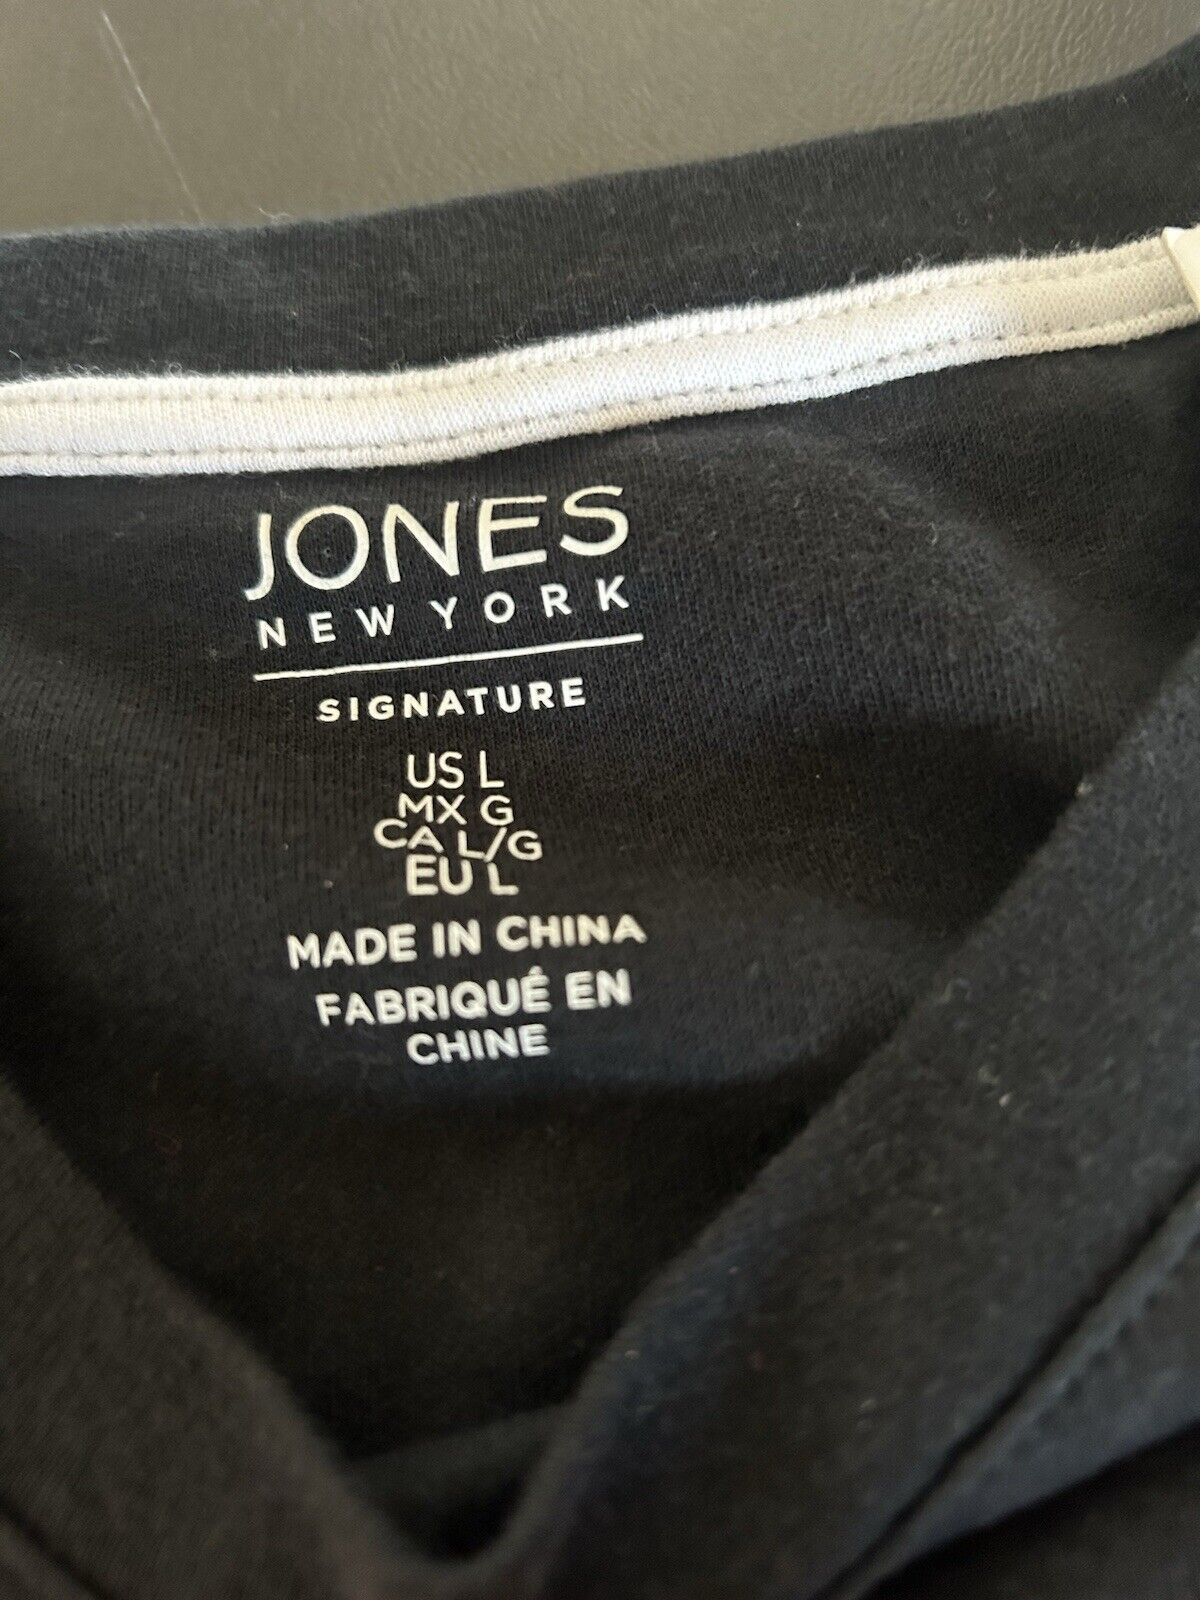 JONES
NEW YORK
SIGNATURE
US L
MX G
CA L/G
EU L
MADE IN CHINA
FABRIQUÉ EN
CHINE